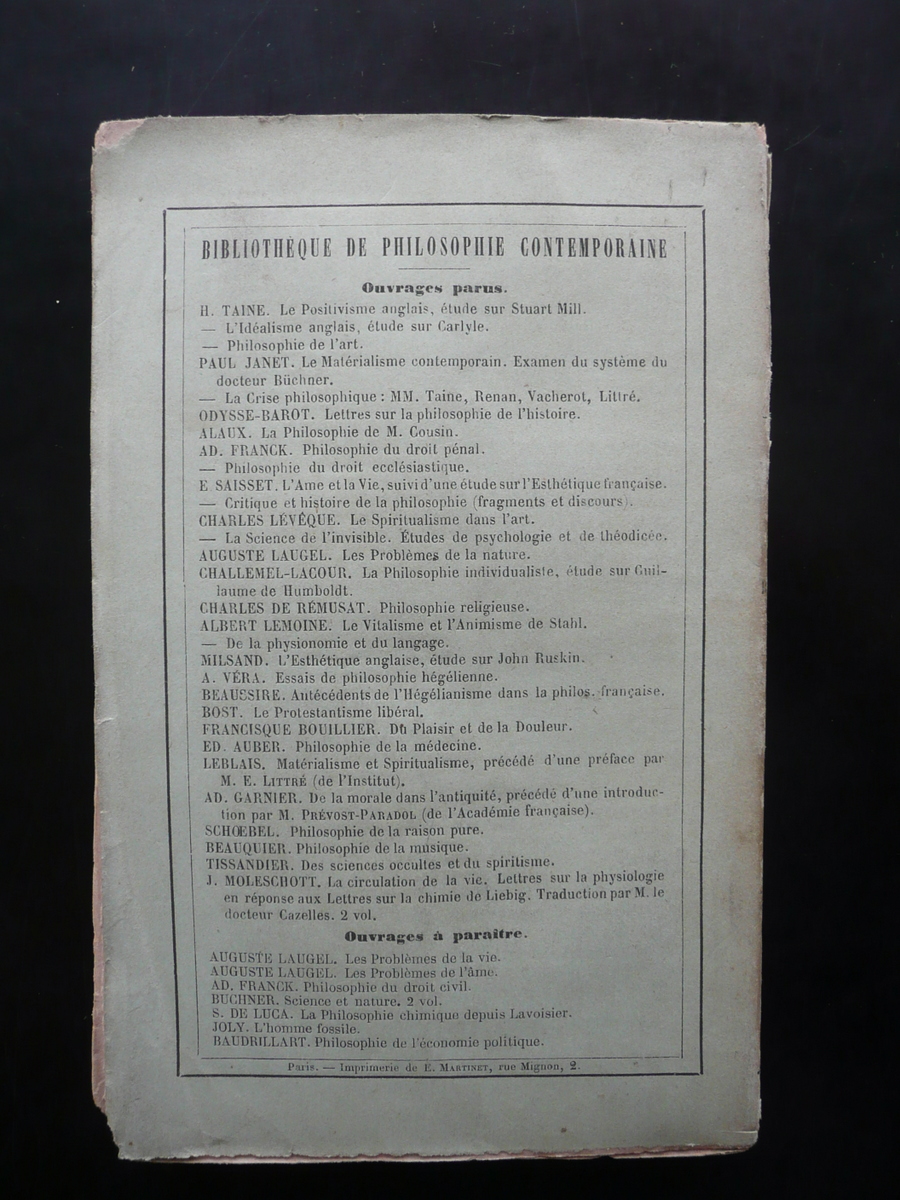 BIBLIOTHÈQUE DE PHILOSOPHIE CONTEMPORAINE
Ouvrages parus.
H. TAINE. Le Positivisme anglais, étude sur Stuart Mill.
— L'Idéalisme anglais, étude sur Carlyle.
— Philosophie de l'art.
PAUL JANET. Le Matérialisme contemporain. Examen du système du
docteur Büchner.
— La Crise philosophique : MM. Taine, Renan, Vacherot, Littré.
ODYSSE-BAROT. Lettres sur la philosophie de l'histoire.
ALAUX. La Philosophie de M. Cousin.
AD. FRANCK. Philosophie du droit pénal.
— Philosophie du droit ecclésiastique.
E SAISSET. L'Ame et la Vie, suivi d'une étude sur l'Esthétique française.
— Critique et histoire de la philosophie (fragments et discours).
CHARLES LÉVÊQUE. Le Spiritualisme dans l'art.
— La Science de l'invisible. Études de psychologie et de théodicée.
AUGUSTE LAUGEL. Les Problèmes de la nature.
CHALLEMEL-LACOUR. La Philosophie individualiste, étude sur Guil-
laume de Humboldt.
CHARLES DE RÉMUSAT. Philosophie religieuse.
ALBERT LEMOINE. Le Vitalisme et l'Animisme de Stahl.
— De la physionomie et du langage.
MILSAND. L'Esthétique anglaise, étude sur John Ruskin.
A. VÉRA. Essais de philosophie hégélienne.
BEAUSSIRE. Antécédents de l'Hégélianisme dans la philos. française.
BOST. Le Protestantisme libéral.
FRANCISQUE BOUILLIER. Du Plaisir et de la Douleur.
ED. AUBER. Philosophie de la médecine.
LEBLAIS. Matérialisme et Spiritualisme, précédé d'une préface par
M. E. LITTRÉ (de l'Institut).
AD. GARNIER. De la morale dans l'antiquité, précédé d'une introduc-
tion par M. PRÉVOST-PARADOL (de l'Académie française).
SCHŒBEL. Philosophie de la raison pure.
BEAUQUIER. Philosophie de la musique.
TISSANDIER. Des sciences occultes et du spiritisme.
J. MOLESCHOTT. La circulation de la vie. Lettres sur la physiologie
en réponse aux Lettres sur la chimie de Liebig. Traduction par M. le
docteur Cazelles. 2 vol.
Ouvrages à paraître.
AUGUSTE LAUGEL. Les Problèmes de la vie.
AUGUSTE LAUGEL. Les Problèmes de l'âme.
AD. FRANCK. Philosophie du droit civil.
BUCHNER. Science et nature. 2 vol.
S. DE LUCA. La Philosophie chimique depuis Lavoisier.
JOLY. L'homme fossile.
BAUDRILLART. Philosophie de l'économie politique.
Paris. — Imprimerie de E. MARTINET, rue Mignon, 2.